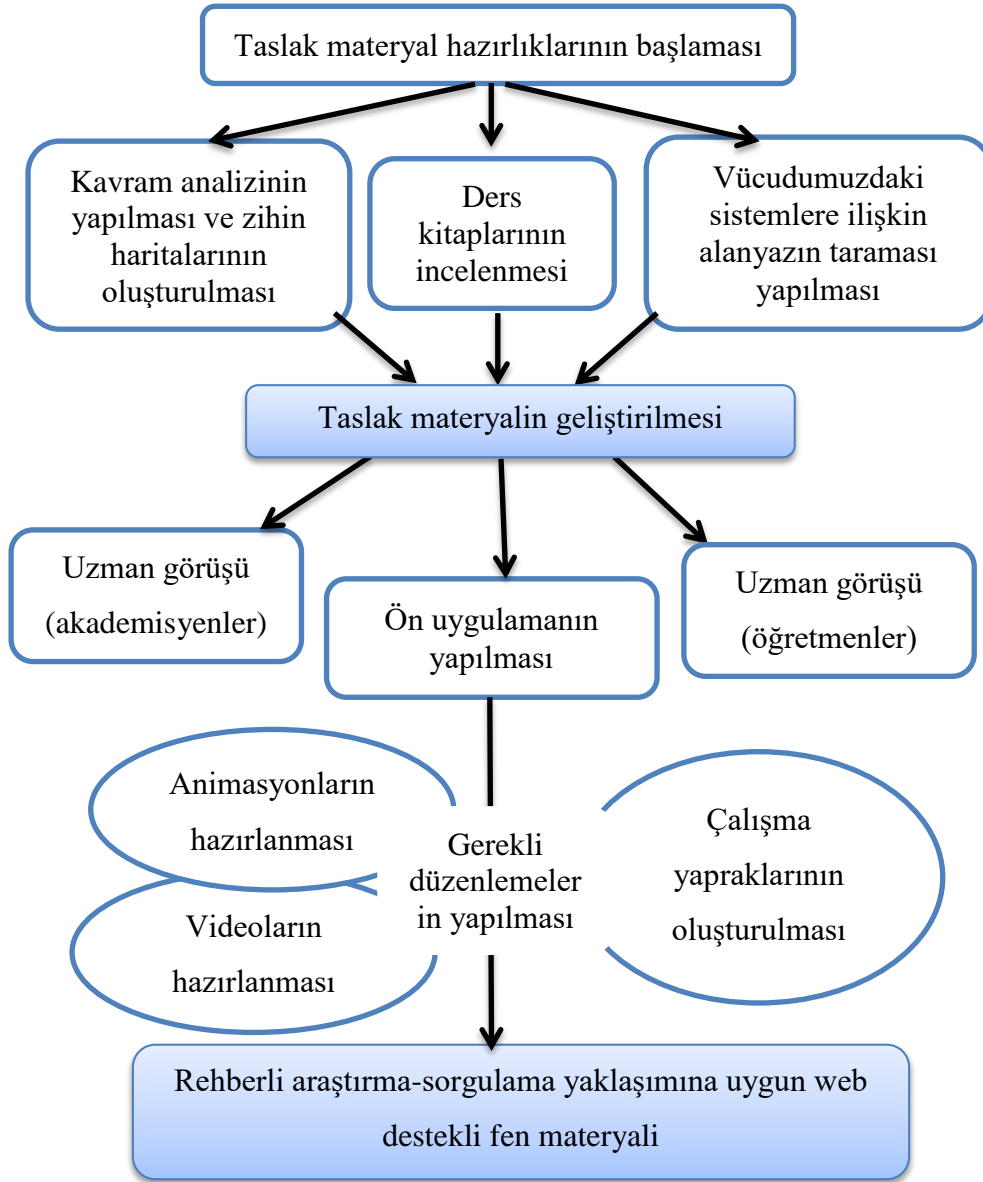 Taslak materyal hazırlıklarının başlaması
Kavram analizinin
yapılması ve zihin
haritalarının
oluşturulması
Ders
kitaplarının
incelenmesi
Vücudumuzdaki
sistemlere ilişkin
alanyazın taraması
yapılması
Taslak materyalin geliştirilmesi
Uzman görüşü
(akademisyenler)
Ön uygulamanın
yapılması
Uzman görüşü
(öğretmenler)
Animasyonların
hazırlanması
Videoların
hazırlanması
Gerekli
düzenlemeler
in yapılması
Çalışma
yapraklarının
oluşturulması
Rehberli araştırma-sorgulama yaklaşımına uygun web
destekli fen materyali